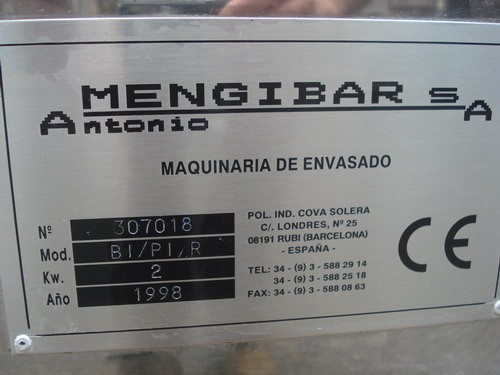 MENGIBAR SA
Antonio
MAQUINARIA DE ENVASADO
Nº 307018
Mod. BI/PI,R
Kw. 2
Año 1998
POL. IND. COVA SOLERA
C/. LONDRES, Nº 25
08191 RUBI (BARCELONA)
- ESPAÑA -
TEL: 34 - (9) 3 - 588 29 14
34 - (9) 3 - 588 25 18
FAX: 34 - (9) 3 - 588 08 63
CE